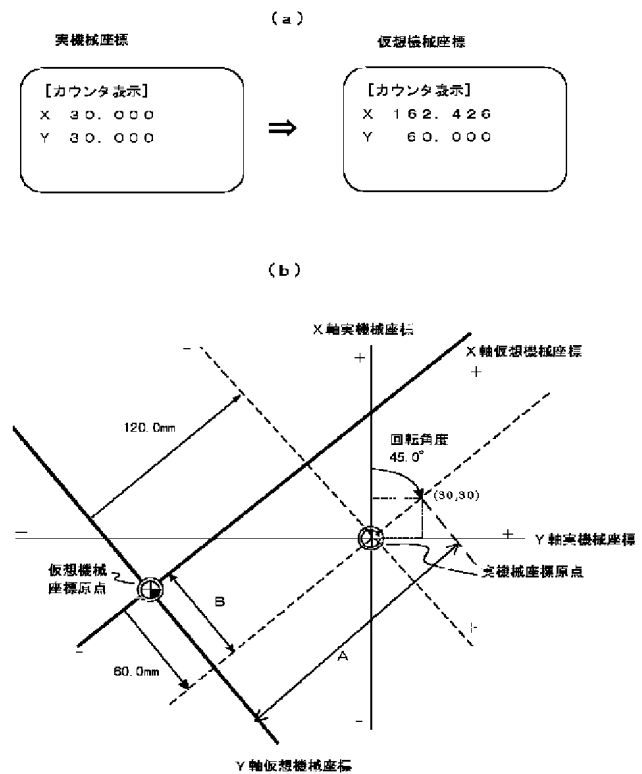 (a)
実機械座標
仮想機械座標
[カウンタ表示]
X 30.000
Y 30.000
⇒
[カウンタ表示]
X 162.426
Y 60.000
(b)
X軸実機械座標
X軸仮想機械座標
－
＋
＋
120.0mm
回転角度
45.0°
(30,30)
－
＋
Y軸実機械座標
仮想機械
座標原点
実機械座標原点
B
A
＋
－
60.0mm
－
Y軸仮想機械座標